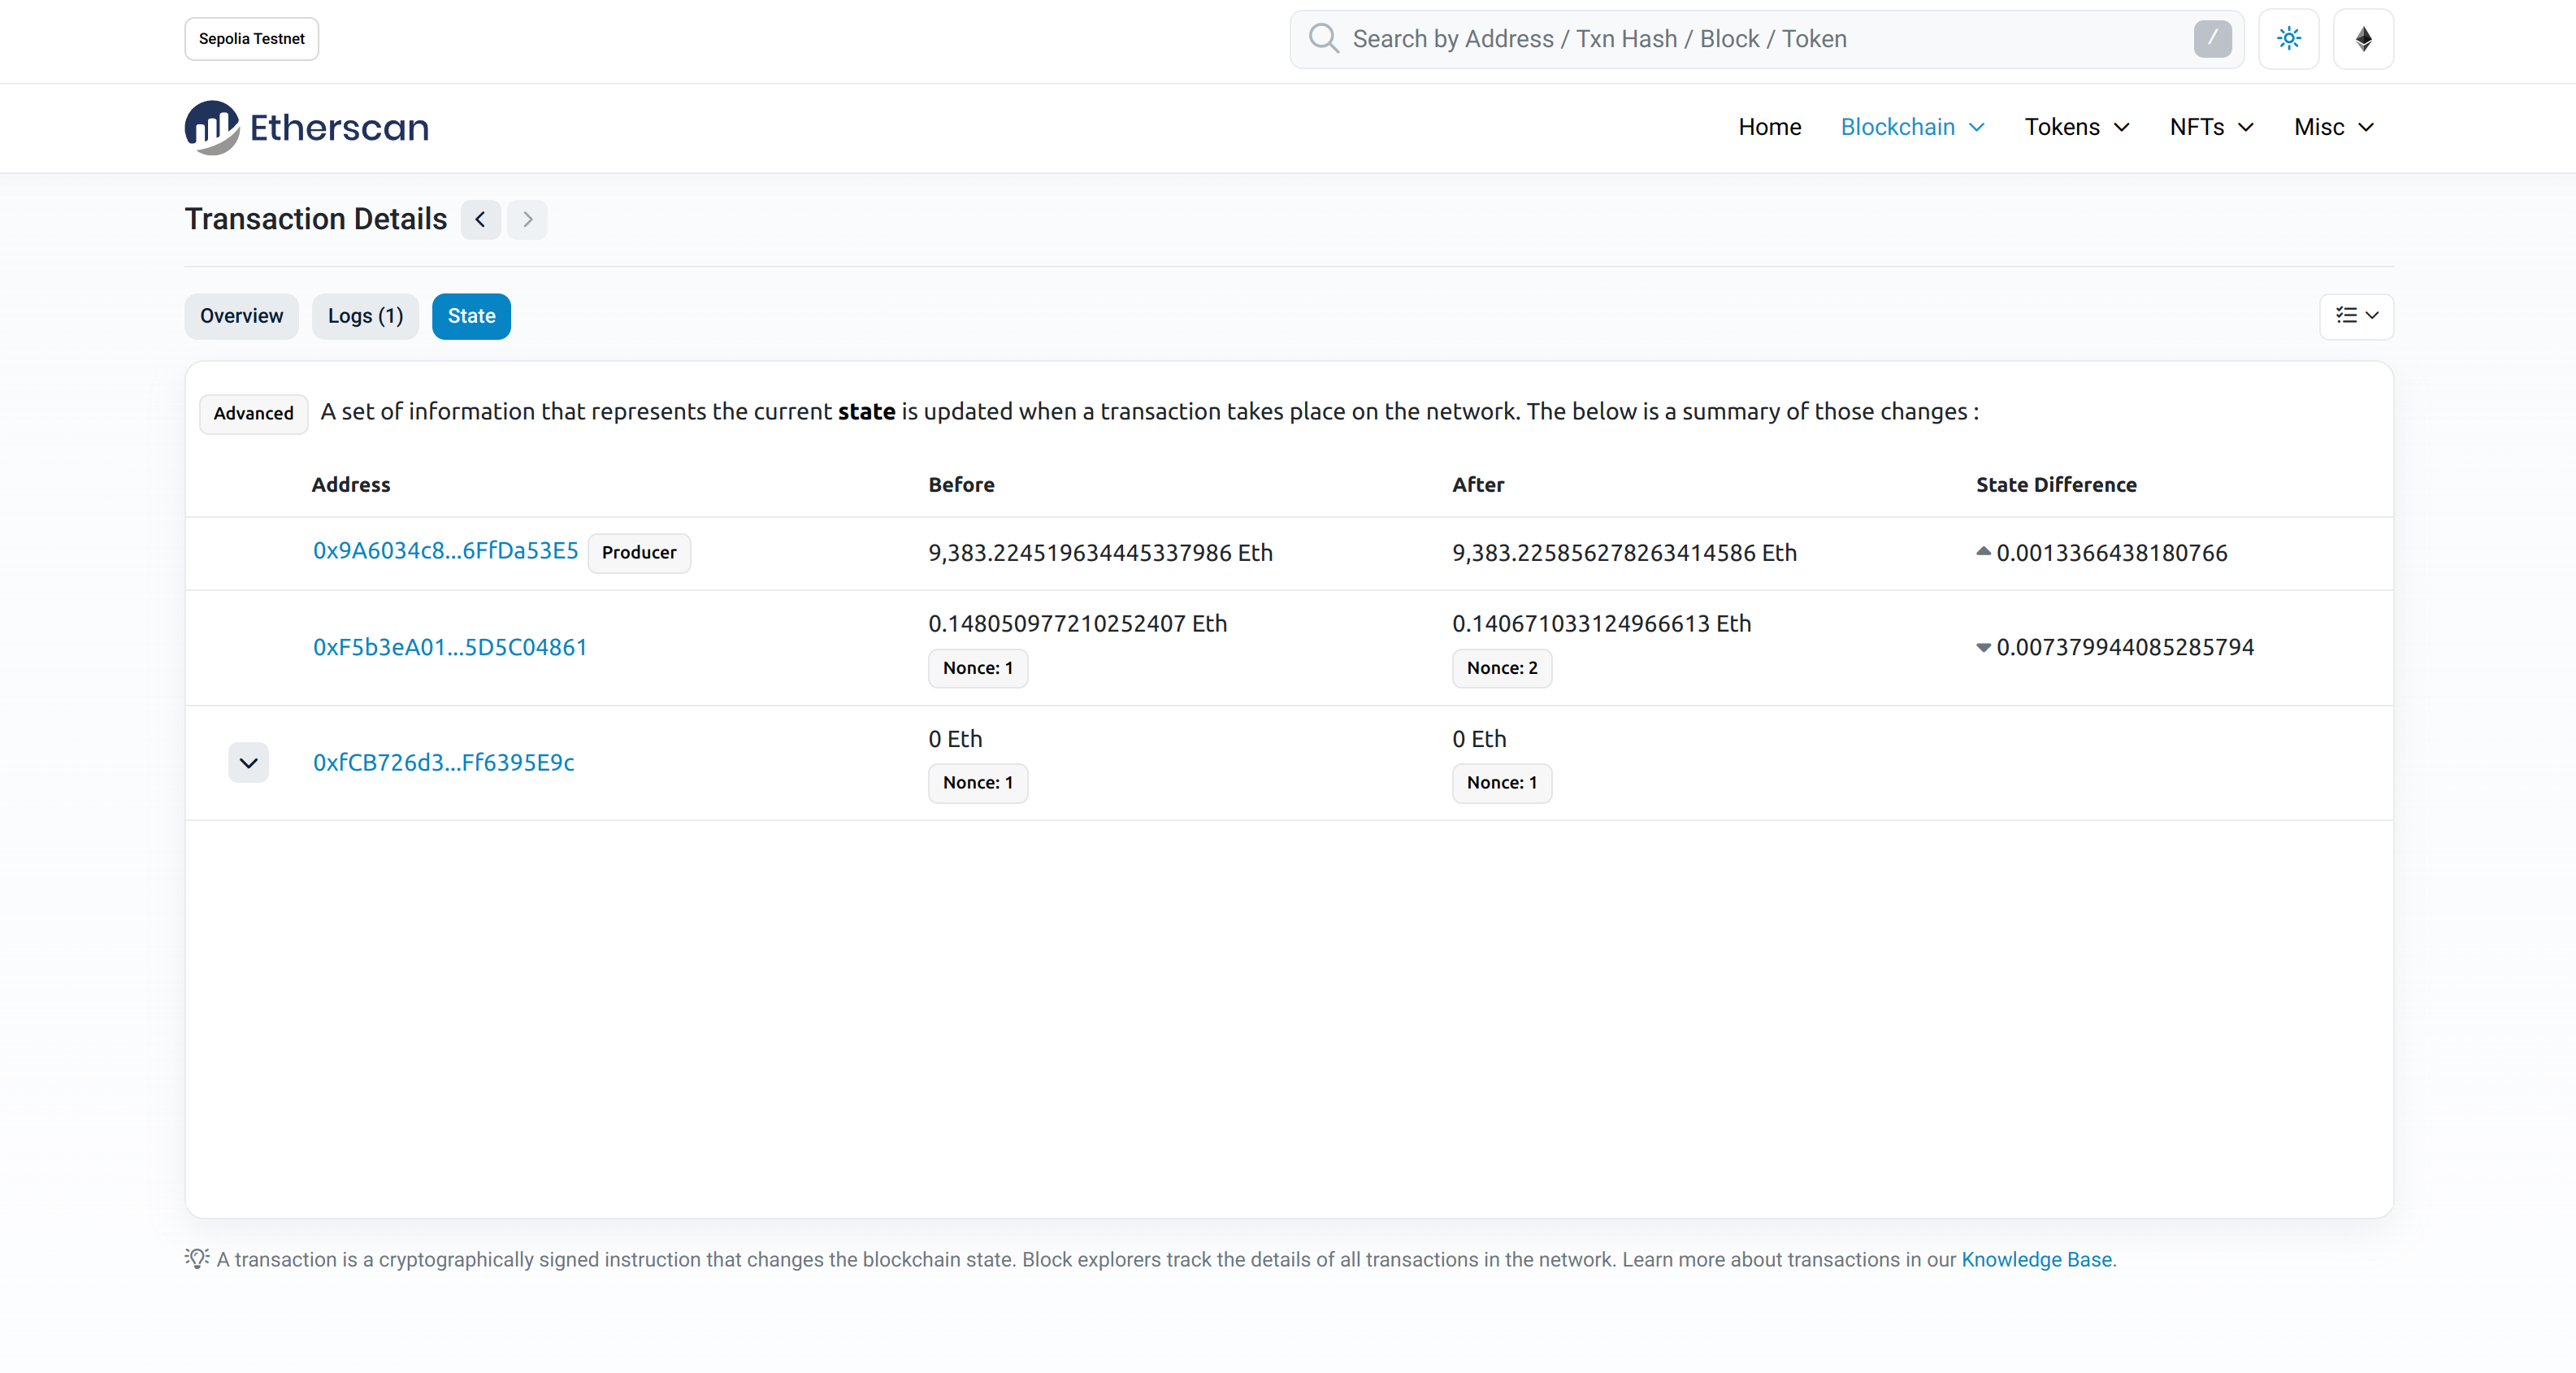 Sepolia Testnet
Search by Address / Txn Hash / Block / Token
/
Etherscan
Home Blockchain Tokens NFTs Misc
Transaction Details
Overview Logs (1) State
Advanced A set of information that represents the current state is updated when a transaction takes place on the network. The below is a summary of those changes :
Address Before After State Difference
0x9A6034c8...6FfDa53E5 Producer 9,383.224519634445337986 Eth 9,383.225856278263414586 Eth 0.0013366438180766
0xF5b3eA01...5D5C04861 0.148050977210252407 Eth 0.140671033124966613 Eth 0.007379944085285794
Nonce: 1 Nonce: 2
0xfCB726d3...Ff6395E9c 0 Eth 0 Eth
Nonce: 1 Nonce: 1
A transaction is a cryptographically signed instruction that changes the blockchain state. Block explorers track the details of all transactions in the network. Learn more about transactions in our Knowledge Base.